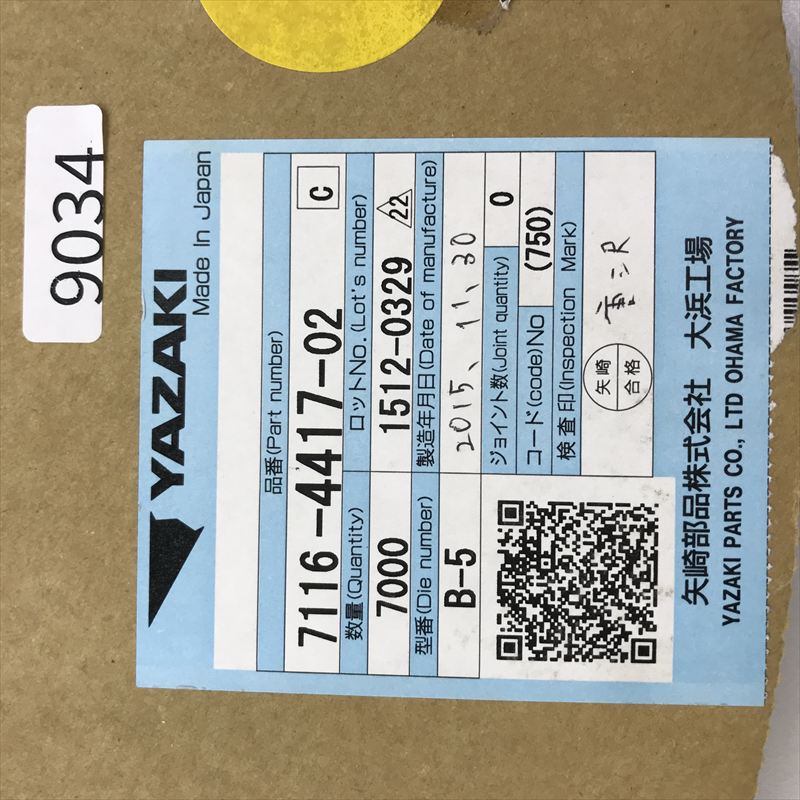 9034
YAZAKI
Made In Japan
品番(Part number)
7116-4417-02
C
数量(Quantity)
ロットNo.(Lot's number)
7000
1512-0329
22
型番(Die number)
製造年月日(Date of manufacture)
B-5
2015、11、30
ジョイント数(Joint quantity)
0
コード(code)No
(750)
検査印(Inspection Mark)
矢崎
合格
矢崎部品株式会社 大浜工場
YAZAKI PARTS CO., LTD OHAMA FACTORY